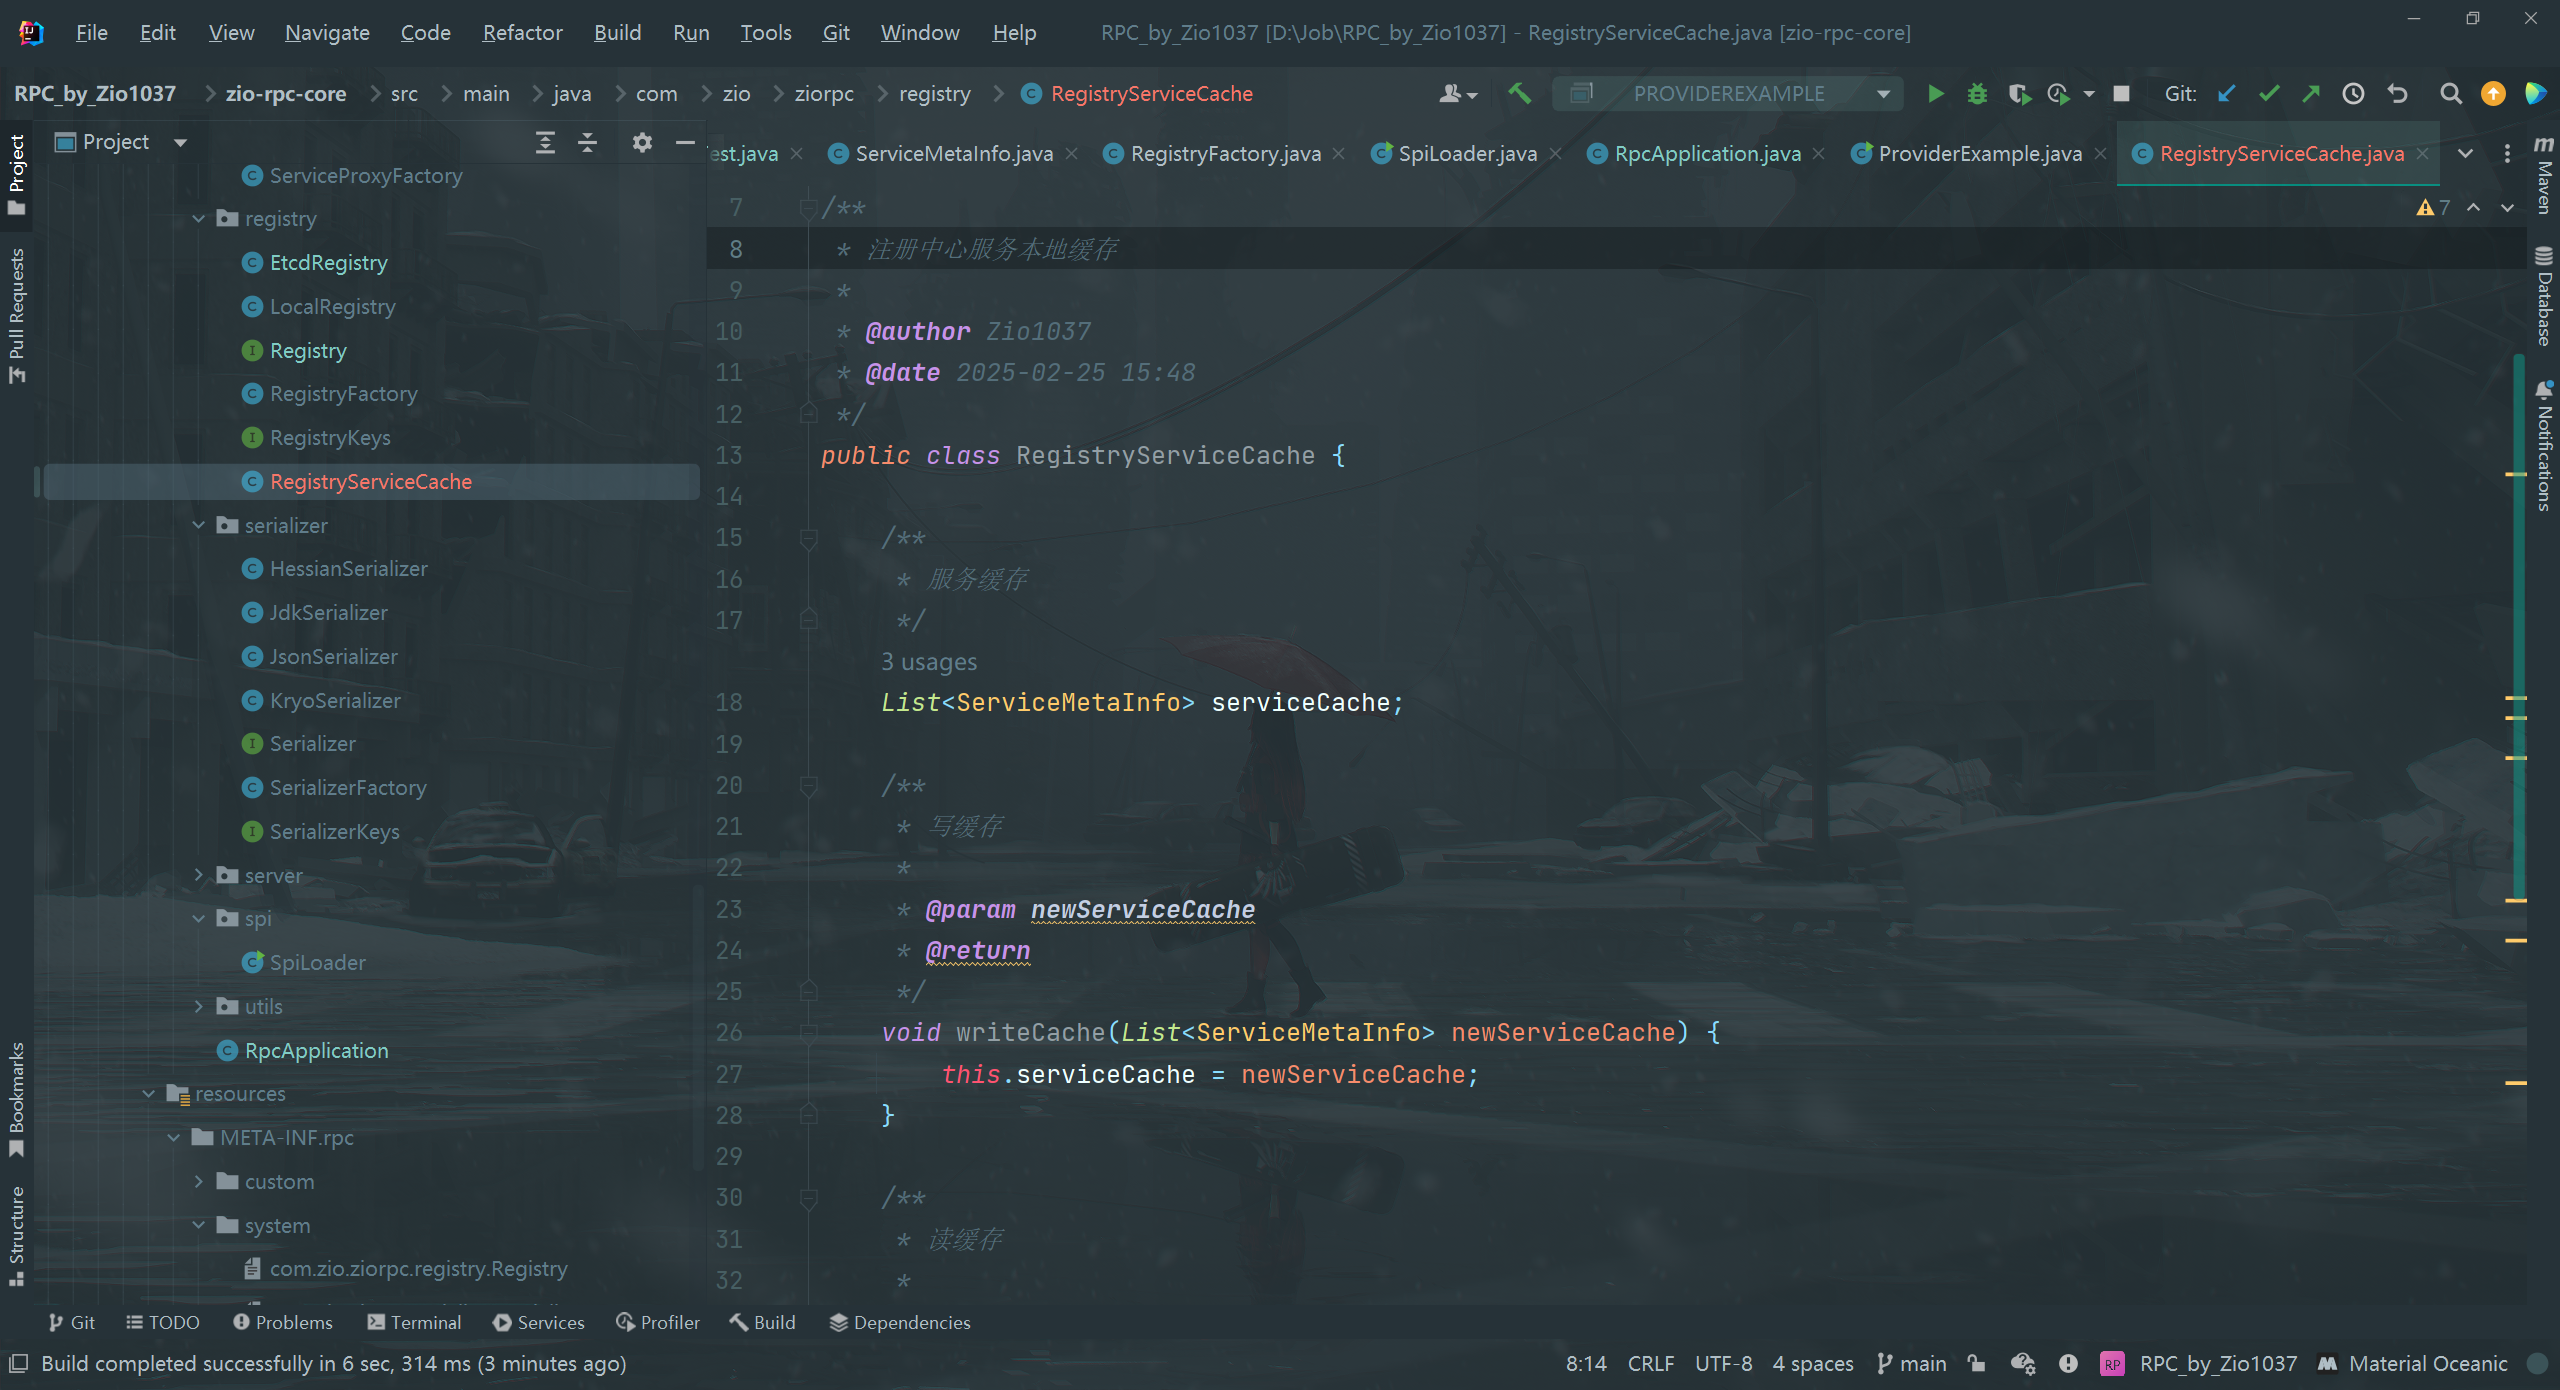 File Edit View Navigate Code Refactor Build Run Tools Git Window Help RPC_by_Zio1037 [D:\Job\RPC_by_Zio1037] - RegistryServiceCache.java [zio-rpc-core]
RPC_by_Zio1037 zio-rpc-core src main java com zio ziorpc registry RegistryServiceCache PROVIDEREXAMPLE Git:
Project
est.java ServiceMetaInfo.java RegistryFactory.java SpiLoader.java RpcApplication.java ProviderExample.java RegistryServiceCache.java
7
Project
Pull Requests
Bookmarks
Structure
ServiceProxyFactory
registry
EtcdRegistry
LocalRegistry
Registry
RegistryFactory
RegistryKeys
RegistryServiceCache
serializer
HessianSerializer
JdkSerializer
JsonSerializer
KryoSerializer
Serializer
SerializerFactory
SerializerKeys
server
spi
SpiLoader
utils
RpcApplication
resources
META-INF.rpc
custom
system
com.zio.ziorpc.registry.Registry
7 /**
8 * 注册中心服务本地缓存
9 *
10 * @author Zio1037
11 * @date 2025-02-25 15:48
12 */
13 public class RegistryServiceCache {
14
15 /**
16 * 服务缓存
17 */
3 usages
18 List<ServiceMetaInfo> serviceCache;
19
20 /**
21 * 写缓存
22 *
23 * @param newServiceCache
24 * @return
25 */
26 void writeCache(List<ServiceMetaInfo> newServiceCache) {
27 this.serviceCache = newServiceCache;
28 }
29
30 /**
31 * 读缓存
32 *
Maven
Database
Notifications
Git TODO Problems Terminal Services Profiler Build Dependencies
Build completed successfully in 6 sec, 314 ms (3 minutes ago) 8:14 CRLF UTF-8 4 spaces main RP RPC_by_Zio1037 Material Oceanic